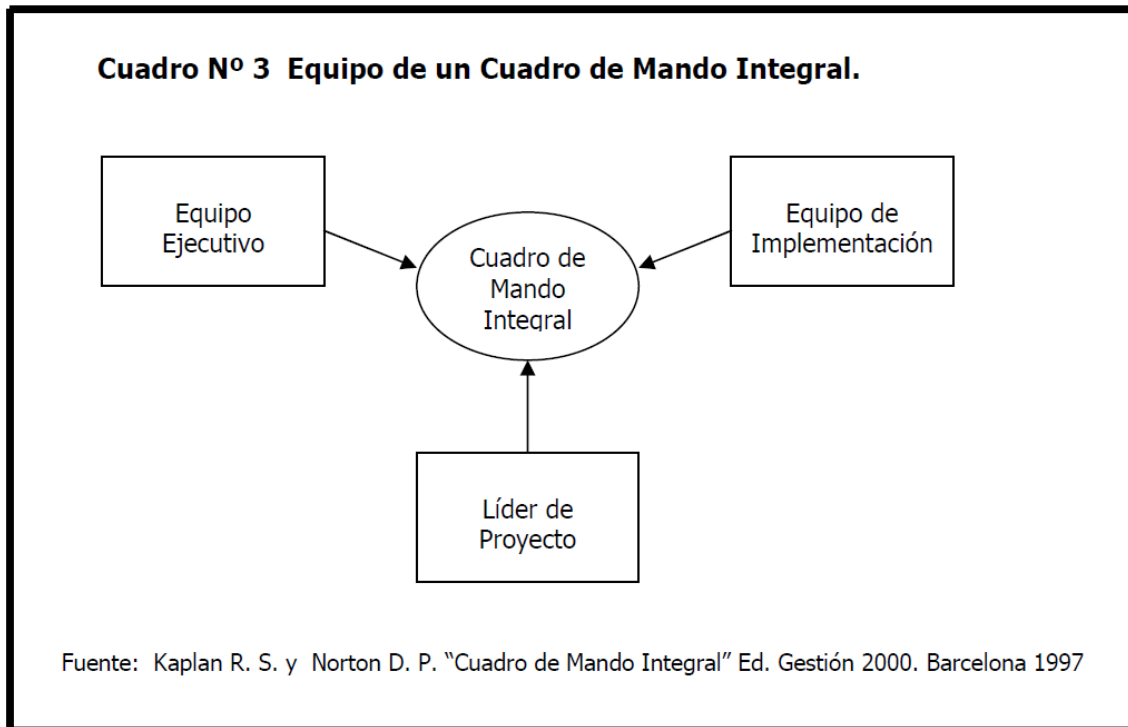 Cuadro Nº 3  Equipo de un Cuadro de Mando Integral.
Equipo
Ejecutivo
Equipo de
Implementación
Cuadro de
Mando
Integral
Líder de
Proyecto
Fuente:  Kaplan R. S. y  Norton D. P. “Cuadro de Mando Integral” Ed. Gestión 2000. Barcelona 1997